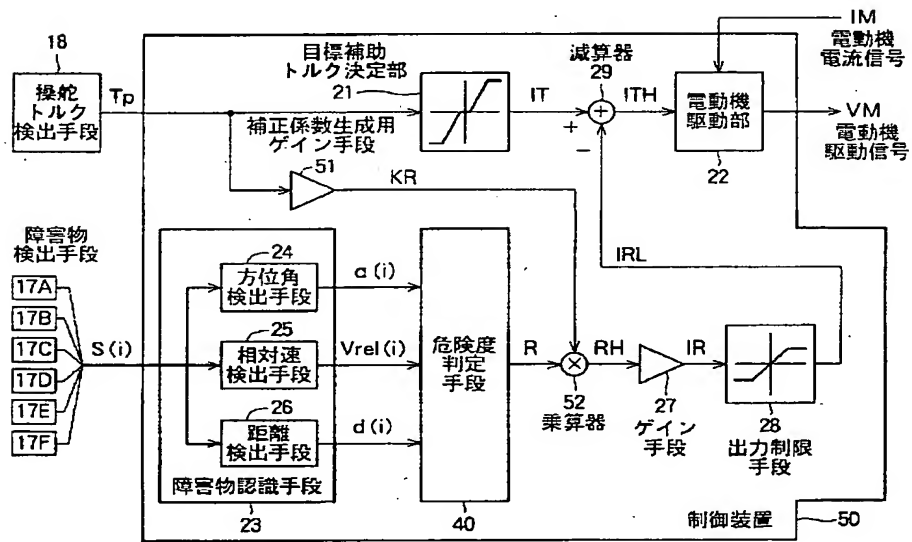 18
操舵
トルク
検出手段
Tp
目標補助
トルク決定部
21
補正係数生成用
ゲイン手段
51
KR
IT
減算器
29
+
+
−
ITH
電動機
駆動部
22
IM
電動機
電流信号
VM
電動機
駆動信号
障害物
検出手段
17A
17B
17C
17D
17E
17F
S(i)
24
方位角
検出手段
a(i)
25
相対速
検出手段
Vrel(i)
26
距離
検出手段
d(i)
障害物認識手段
23
危険度
判定
手段
40
R
×
52
乗算器
RH
27
ゲイン
手段
IR
IRL
28
出力制限
手段
制御装置
50